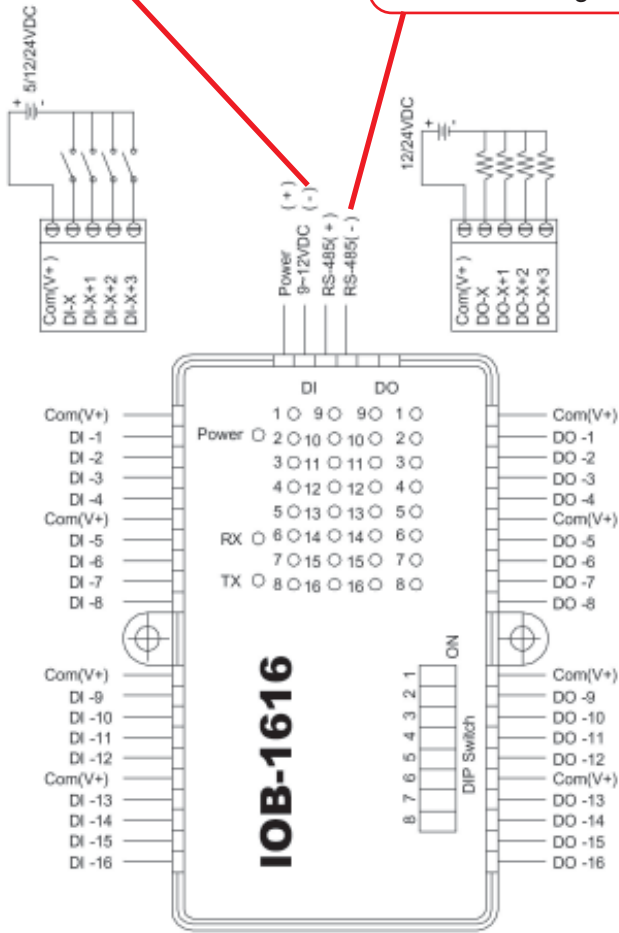 5/12/24VDC
+ -
Com(V+)
DI-X
DI-X+1
DI-X+2
DI-X+3
12/24VDC
+ -
Com(V+)
DO-X
DO-X+1
DO-X+2
DO-X+3
Power (+)
9~12VDC (-)
RS-485(+)
RS-485(-)
DI DO
1 9 9 1
Power 2 10 10 2
3 11 11 3
4 12 12 4
5 13 13 5
RX 6 14 14 6
7 15 15 7
TX 8 16 16 8
Com(V+)
DI -1
DI -2
DI -3
DI -4
Com(V+)
DI -5
DI -6
DI -7
DI -8
Com(V+)
DI -9
DI -10
DI -11
DI -12
Com(V+)
DI -13
DI -14
DI -15
DI -16
IOB-1616
ON
1 2 3 4 5 6 7 8
DIP Switch
Com(V+)
DO -1
DO -2
DO -3
DO -4
Com(V+)
DO -5
DO -6
DO -7
DO -8
Com(V+)
DO -9
DO -10
DO -11
DO -12
Com(V+)
DO -13
DO -14
DO -15
DO -16